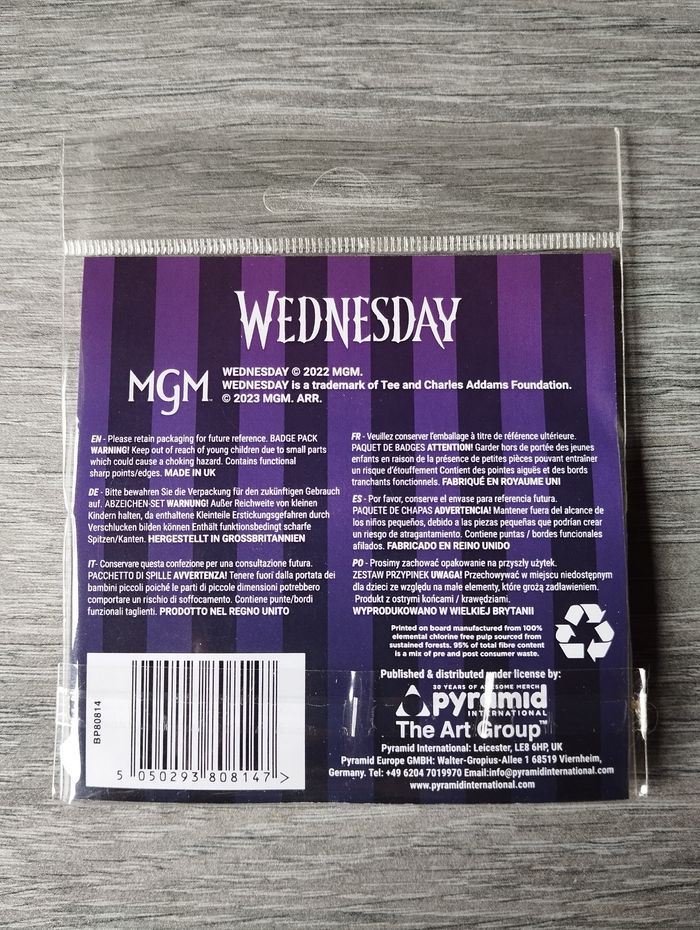 WEDNESDAY
MGM
WEDNESDAY © 2022 MGM.
WEDNESDAY is a trademark of Tee and Charles Addams Foundation.
© 2023 MGM. ARR.
EN - Please retain packaging for future reference. BADGE PACK
WARNING! Keep out of reach of young children due to small parts
which could cause a choking hazard. Contains functional
sharp points/edges. MADE IN UK
DE - Bitte bewahren Sie die Verpackung für den zukünftigen Gebrauch
auf. ABZEICHEN-SET WARNUNG! Außer Reichweite von kleinen
Kindern halten, da enthaltene Kleinteile Erstickungsgefahren durch
Verschlucken bilden können Enthält funktionsbedingt scharfe
Spitzen/Kanten. HERGESTELLT IN GROSSBRITANNIEN
IT- Conservare questa confezione per una consultazione futura.
PACCHETTO DI SPILLE AVVERTENZA! Tenere fuori dalla portata dei
bambini piccoli poiché le parti di piccole dimensioni potrebbero
comportare un rischio di soffocamento. Contiene punte/bordi
funzionali taglienti. PRODOTTO NEL REGNO UNITO
FR - Veuillez conserver l'emballage à titre de référence ultérieure.
PAQUET DE BADGES ATTENTION! Garder hors de portée des jeunes
enfants en raison de la présence de petites pièces pouvant entraîner
un risque d'étouffement Contient des pointes aiguës et des bords
tranchants fonctionnels. FABRIQUÉ EN ROYAUME UNI
ES - Por favor, conserve el envase para referencia futura.
PAQUETE DE CHAPAS ADVERTENCIA! Mantener fuera del alcance de
los niños pequeños, debido a las piezas pequeñas que podrían crear
un riesgo de atragantamiento. Contiene puntas / bordes funcionales
afilados. FABRICADO EN REINO UNIDO
PO - Prosimy zachować opakowanie na przyszły użytek.
ZESTAW PRZYPINEK UWAGA! Przechowywać w miejscu niedostępnym
dla dzieci ze względu na małe elementy, które grożą zadławieniem.
Produkt z ostrymi końcami / krawędziami.
WYPRODUKOWANO W WIELKIEJ BRYTANII
Printed on board manufactured from 100%
elemental chlorine free pulp sourced from
sustained forests. 95% of total fibre content
is a mix of pre and post consumer waste.
BP80814
5 050293 808147 >
Published & distributed under license by:
30 YEARS OF AWESOME MERCH
pyramid
INTERNATIONAL
The Art Group™
Pyramid International: Leicester, LE8 6HP, UK
Pyramid Europe GMBH: Walter-Gropius-Allee 1 68519 Viernheim,
Germany. Tel: +49 6204 7019970 Email:info@pyramidinternational.com
www.pyramidinternational.com